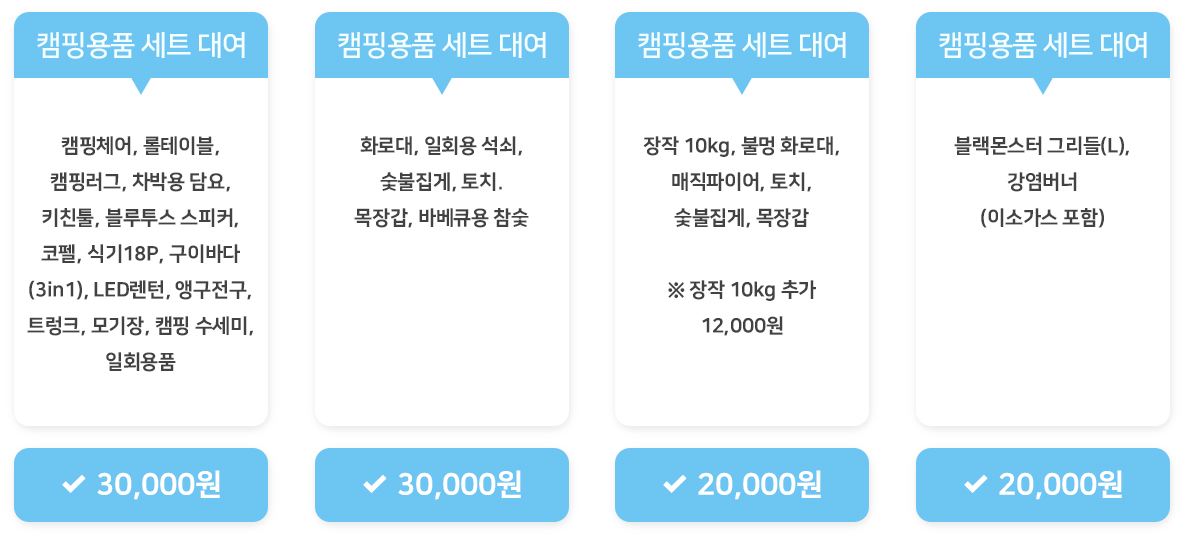 캠핑용품 세트 대여
캠핑체어, 롤테이블,
캠핑러그, 차박용 담요,
키친툴, 블루투스 스피커,
코펠, 식기18P, 구이바다
(3in1), LED렌턴, 앵구전구,
트렁크, 모기장, 캠핑 수세미,
일회용품
30,000원
캠핑용품 세트 대여
화로대, 일회용 석쇠,
숯불집게, 토치.
목장갑, 바베큐용 참숯
30,000원
캠핑용품 세트 대여
장작 10kg, 불멍 화로대,
매직파이어, 토치,
숯불집게, 목장갑
※ 장작 10kg 추가
12,000원
20,000원
캠핑용품 세트 대여
블랙몬스터 그리들(L),
강염버너
(이소가스 포함)
20,000원